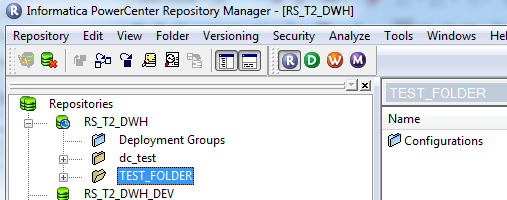 Informatica PowerCenter Repository Manager - [RS_T2_DWH]
Repository Edit View Folder Versioning Security Analyze Tools Windows Hel
R D W M
Repositories
RS_T2_DWH
Deployment Groups
dc_test
TEST_FOLDER
RS_T2_DWH_DEV
TEST_FOLDER
Name
Configurations